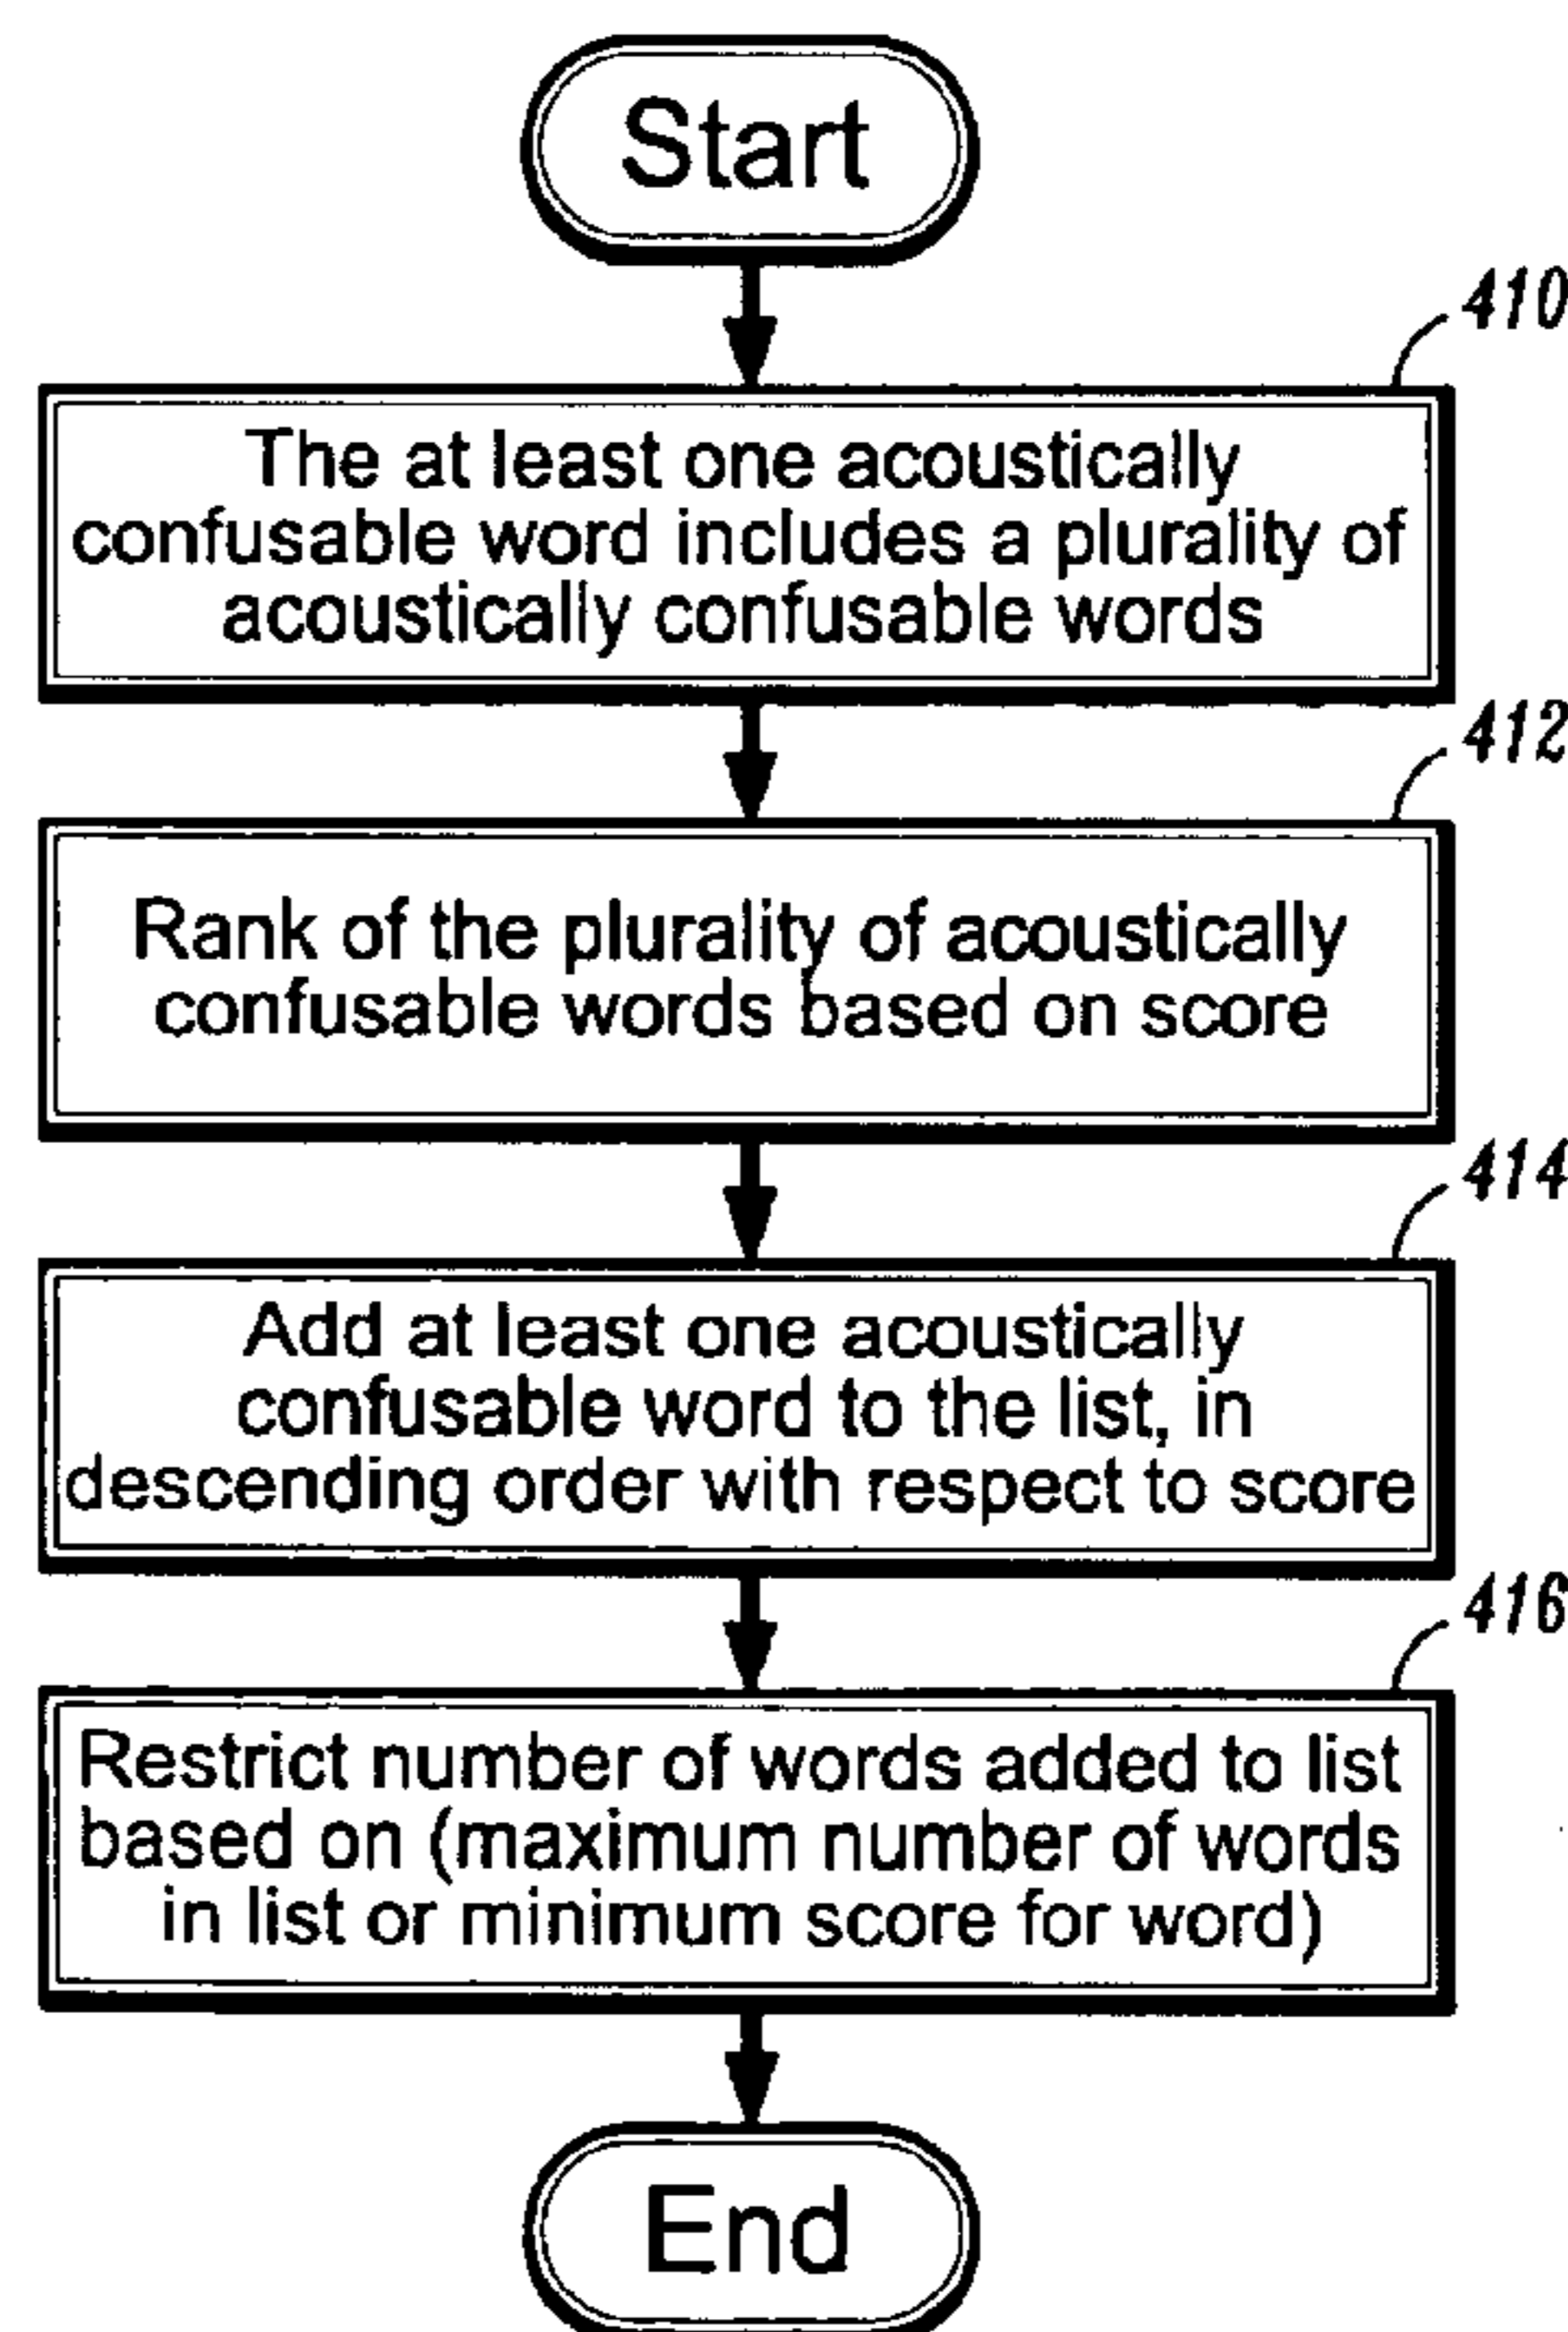 Start
410
The at least one acoustically
confusable word includes a plurality of
acoustically confusable words
412
Rank of the plurality of acoustically
confusable words based on score
414
Add at least one acoustically
confusable word to the list, in
descending order with respect to score
416
Restrict number of words added to list
based on (maximum number of words
in list or minimum score for word)
End